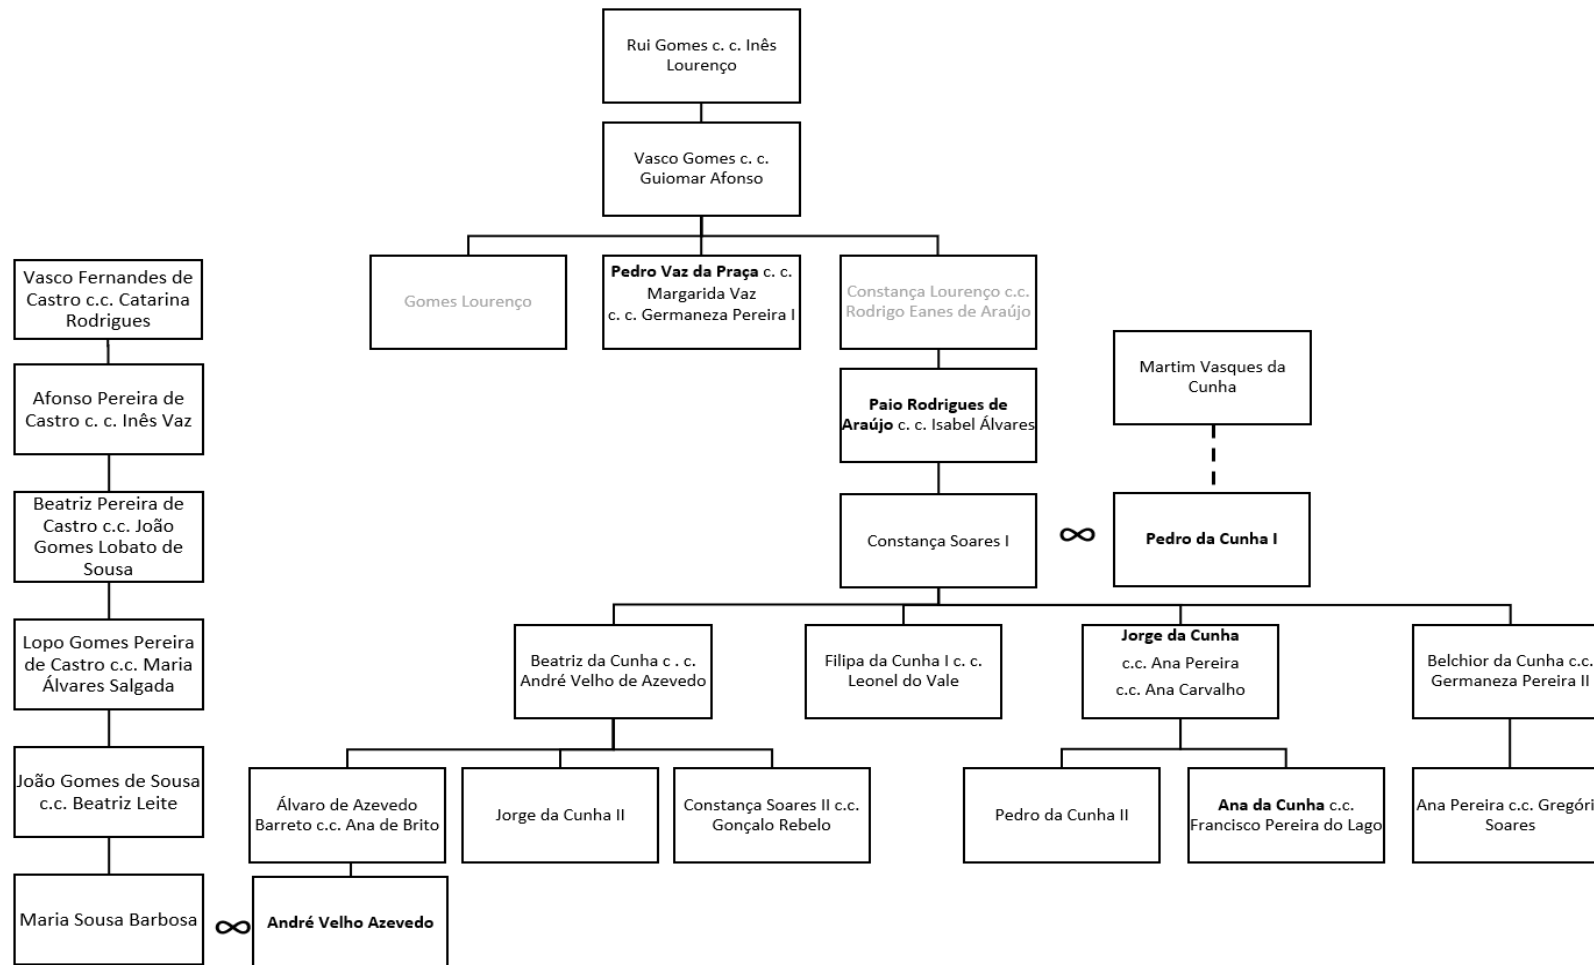 Rui Gomes c. c. Inês
Lourenço
Vasco Gomes c. c.
Guiomar Afonso
Vasco Fernandes de
Castro c.c. Catarina
Rodrigues
Gomes Lourenço
Pedro Vaz da Praça c. c.
Margarida Vaz
c. c. Germaneza Pereira I
Constança Lourenço c.c.
Rodrigo Eanes de Araújo
Martim Vasques da
Cunha
Afonso Pereira de
Castro c. c. Inês Vaz
Paio Rodrigues de
Araújo c. c. Isabel Álvares
Beatriz Pereira de
Castro c.c. João
Gomes Lobato de
Sousa
Constança Soares I
∞
Pedro da Cunha I
Lopo Gomes Pereira
de Castro c.c. Maria
Álvares Salgada
Beatriz da Cunha c . c.
André Velho de Azevedo
Filipa da Cunha I c. c.
Leonel do Vale
Jorge da Cunha
c.c. Ana Pereira
c.c. Ana Carvalho
Belchior da Cunha c.c.
Germaneza Pereira II
João Gomes de Sousa
c.c. Beatriz Leite
Álvaro de Azevedo
Barreto c.c. Ana de Brito
Jorge da Cunha II
Constança Soares II c.c.
Gonçalo Rebelo
Pedro da Cunha II
Ana da Cunha c.c.
Francisco Pereira do Lago
Ana Pereira c.c. Gregóri
Soares
Maria Sousa Barbosa
∞
André Velho Azevedo